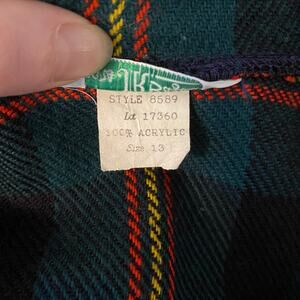 STYLE 8589
Lot 17360
100% ACRYLIC
Size 13